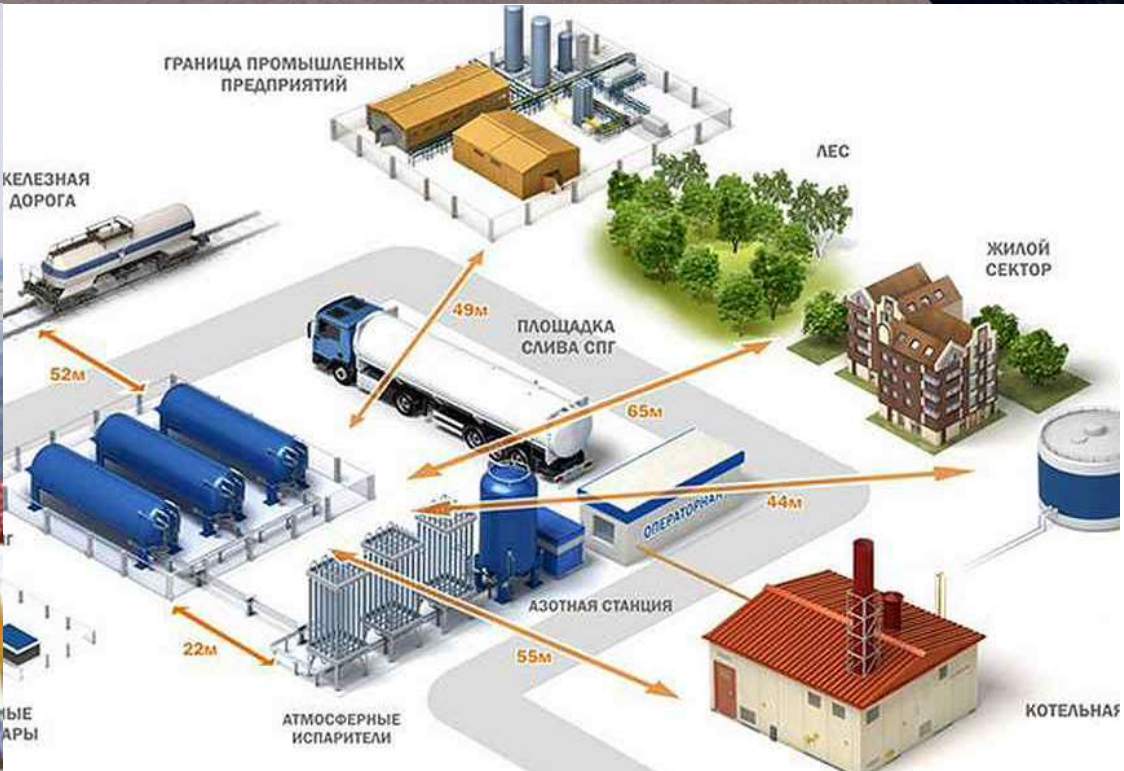 ГРАНИЦА ПРОМЫШЛЕННЫХ
ПРЕДПРИЯТИЙ
ЛЕС
ЖЕЛЕЗНАЯ
ДОРОГА
ЖИЛОЙ
СЕКТОР
49м
ПЛОЩАДКА
СЛИВА СПГ
52м
65м
44м
ОПЕРАТОРНАЯ
АЗОТНАЯ СТАНЦИЯ
22м
55м
АТМОСФЕРНЫЕ
ИСПАРИТЕЛИ
КОТЕЛЬНАЯ